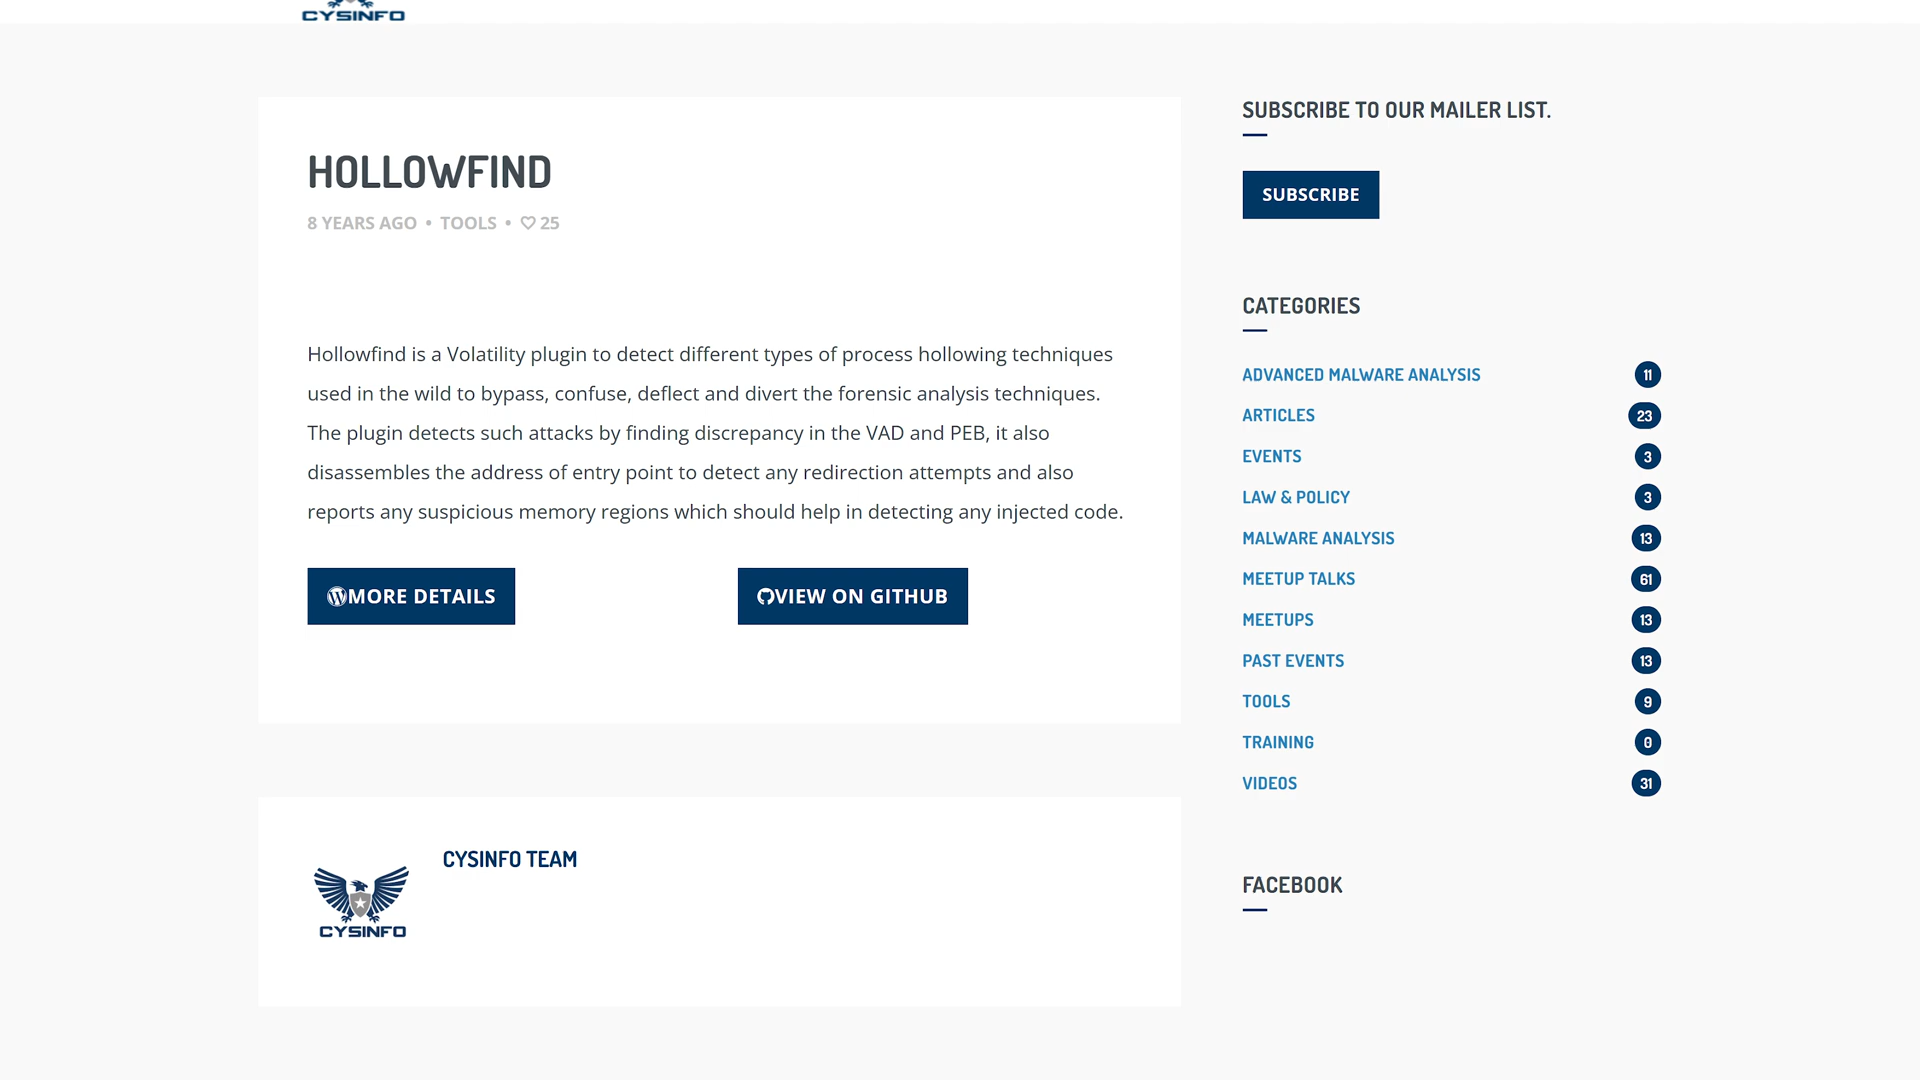 CYSINFO
HOLLOWFIND
8 YEARS AGO • TOOLS • 25
Hollowfind is a Volatility plugin to detect different types of process hollowing techniques
used in the wild to bypass, confuse, deflect and divert the forensic analysis techniques.
The plugin detects such attacks by finding discrepancy in the VAD and PEB, it also
disassembles the address of entry point to detect any redirection attempts and also
reports any suspicious memory regions which should help in detecting any injected code.
MORE DETAILS
VIEW ON GITHUB
CYSINFO TEAM
CYSINFO
SUBSCRIBE TO OUR MAILER LIST.
SUBSCRIBE
CATEGORIES
ADVANCED MALWARE ANALYSIS 11
ARTICLES 23
EVENTS 3
LAW & POLICY 3
MALWARE ANALYSIS 13
MEETUP TALKS 61
MEETUPS 13
PAST EVENTS 13
TOOLS 9
TRAINING 0
VIDEOS 31
FACEBOOK